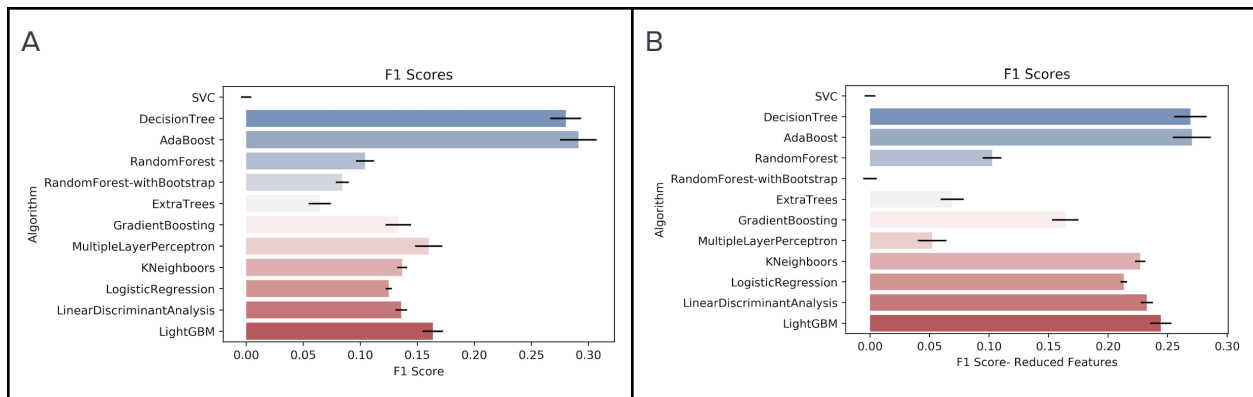 A
F1 Scores
SVC
DecisionTree
AdaBoost
RandomForest
RandomForest-withBootstrap
ExtraTrees
GradientBoosting
MultipleLayerPerceptron
KNeighboors
LogisticRegression
LinearDiscriminantAnalysis
LightGBM
Algorithm
0.00 0.05 0.10 0.15 0.20 0.25 0.30
F1 Score
B
F1 Scores
SVC
DecisionTree
AdaBoost
RandomForest
RandomForest-withBootstrap
ExtraTrees
GradientBoosting
MultipleLayerPerceptron
KNeighboors
LogisticRegression
LinearDiscriminantAnalysis
LightGBM
Algorithm
0.00 0.05 0.10 0.15 0.20 0.25 0.30
F1 Score- Reduced Features